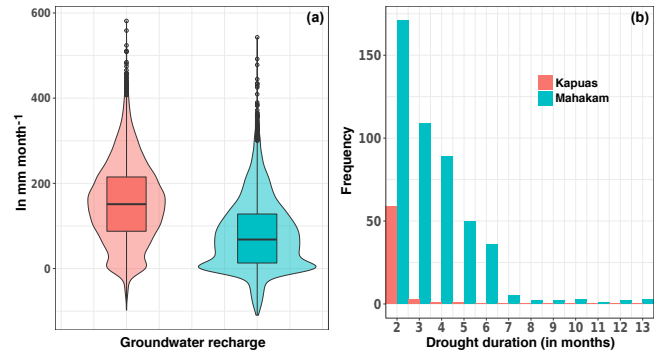 (a)
600
400
200
0
In mm month-1
Groundwater recharge
(b)
150
100
50
0
Frequency
Kapuas
Mahakam
2 3 4 5 6 7 8 9 10 11 12 13
Drought duration (in months)